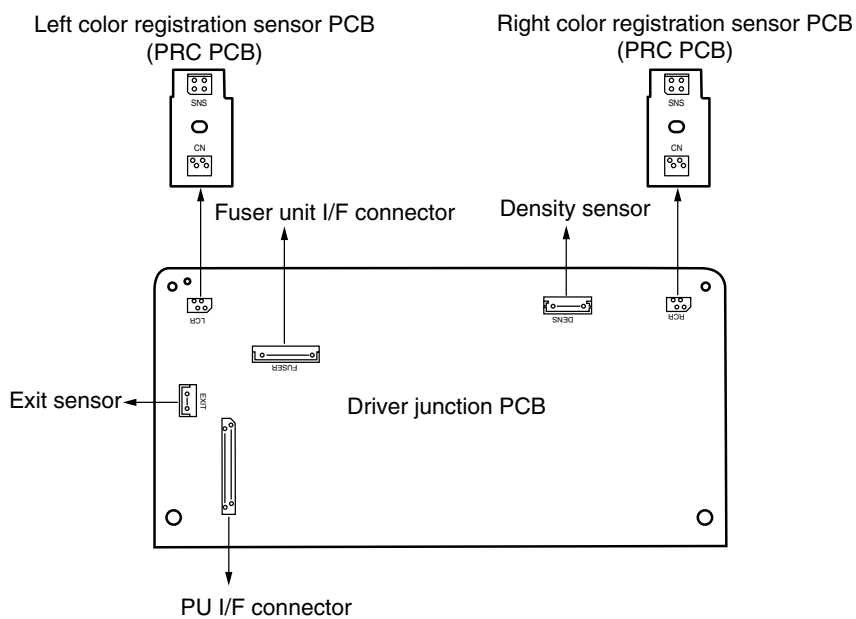 Left color registration sensor PCB
(PRC PCB)
Right color registration sensor PCB
(PRC PCB)
SNS
CN
SNS
CN
Fuser unit I/F connector
Density sensor
LCR
DENS
RCR
FUSER
Exit sensor
EXIT
Driver junction PCB
PU I/F connector